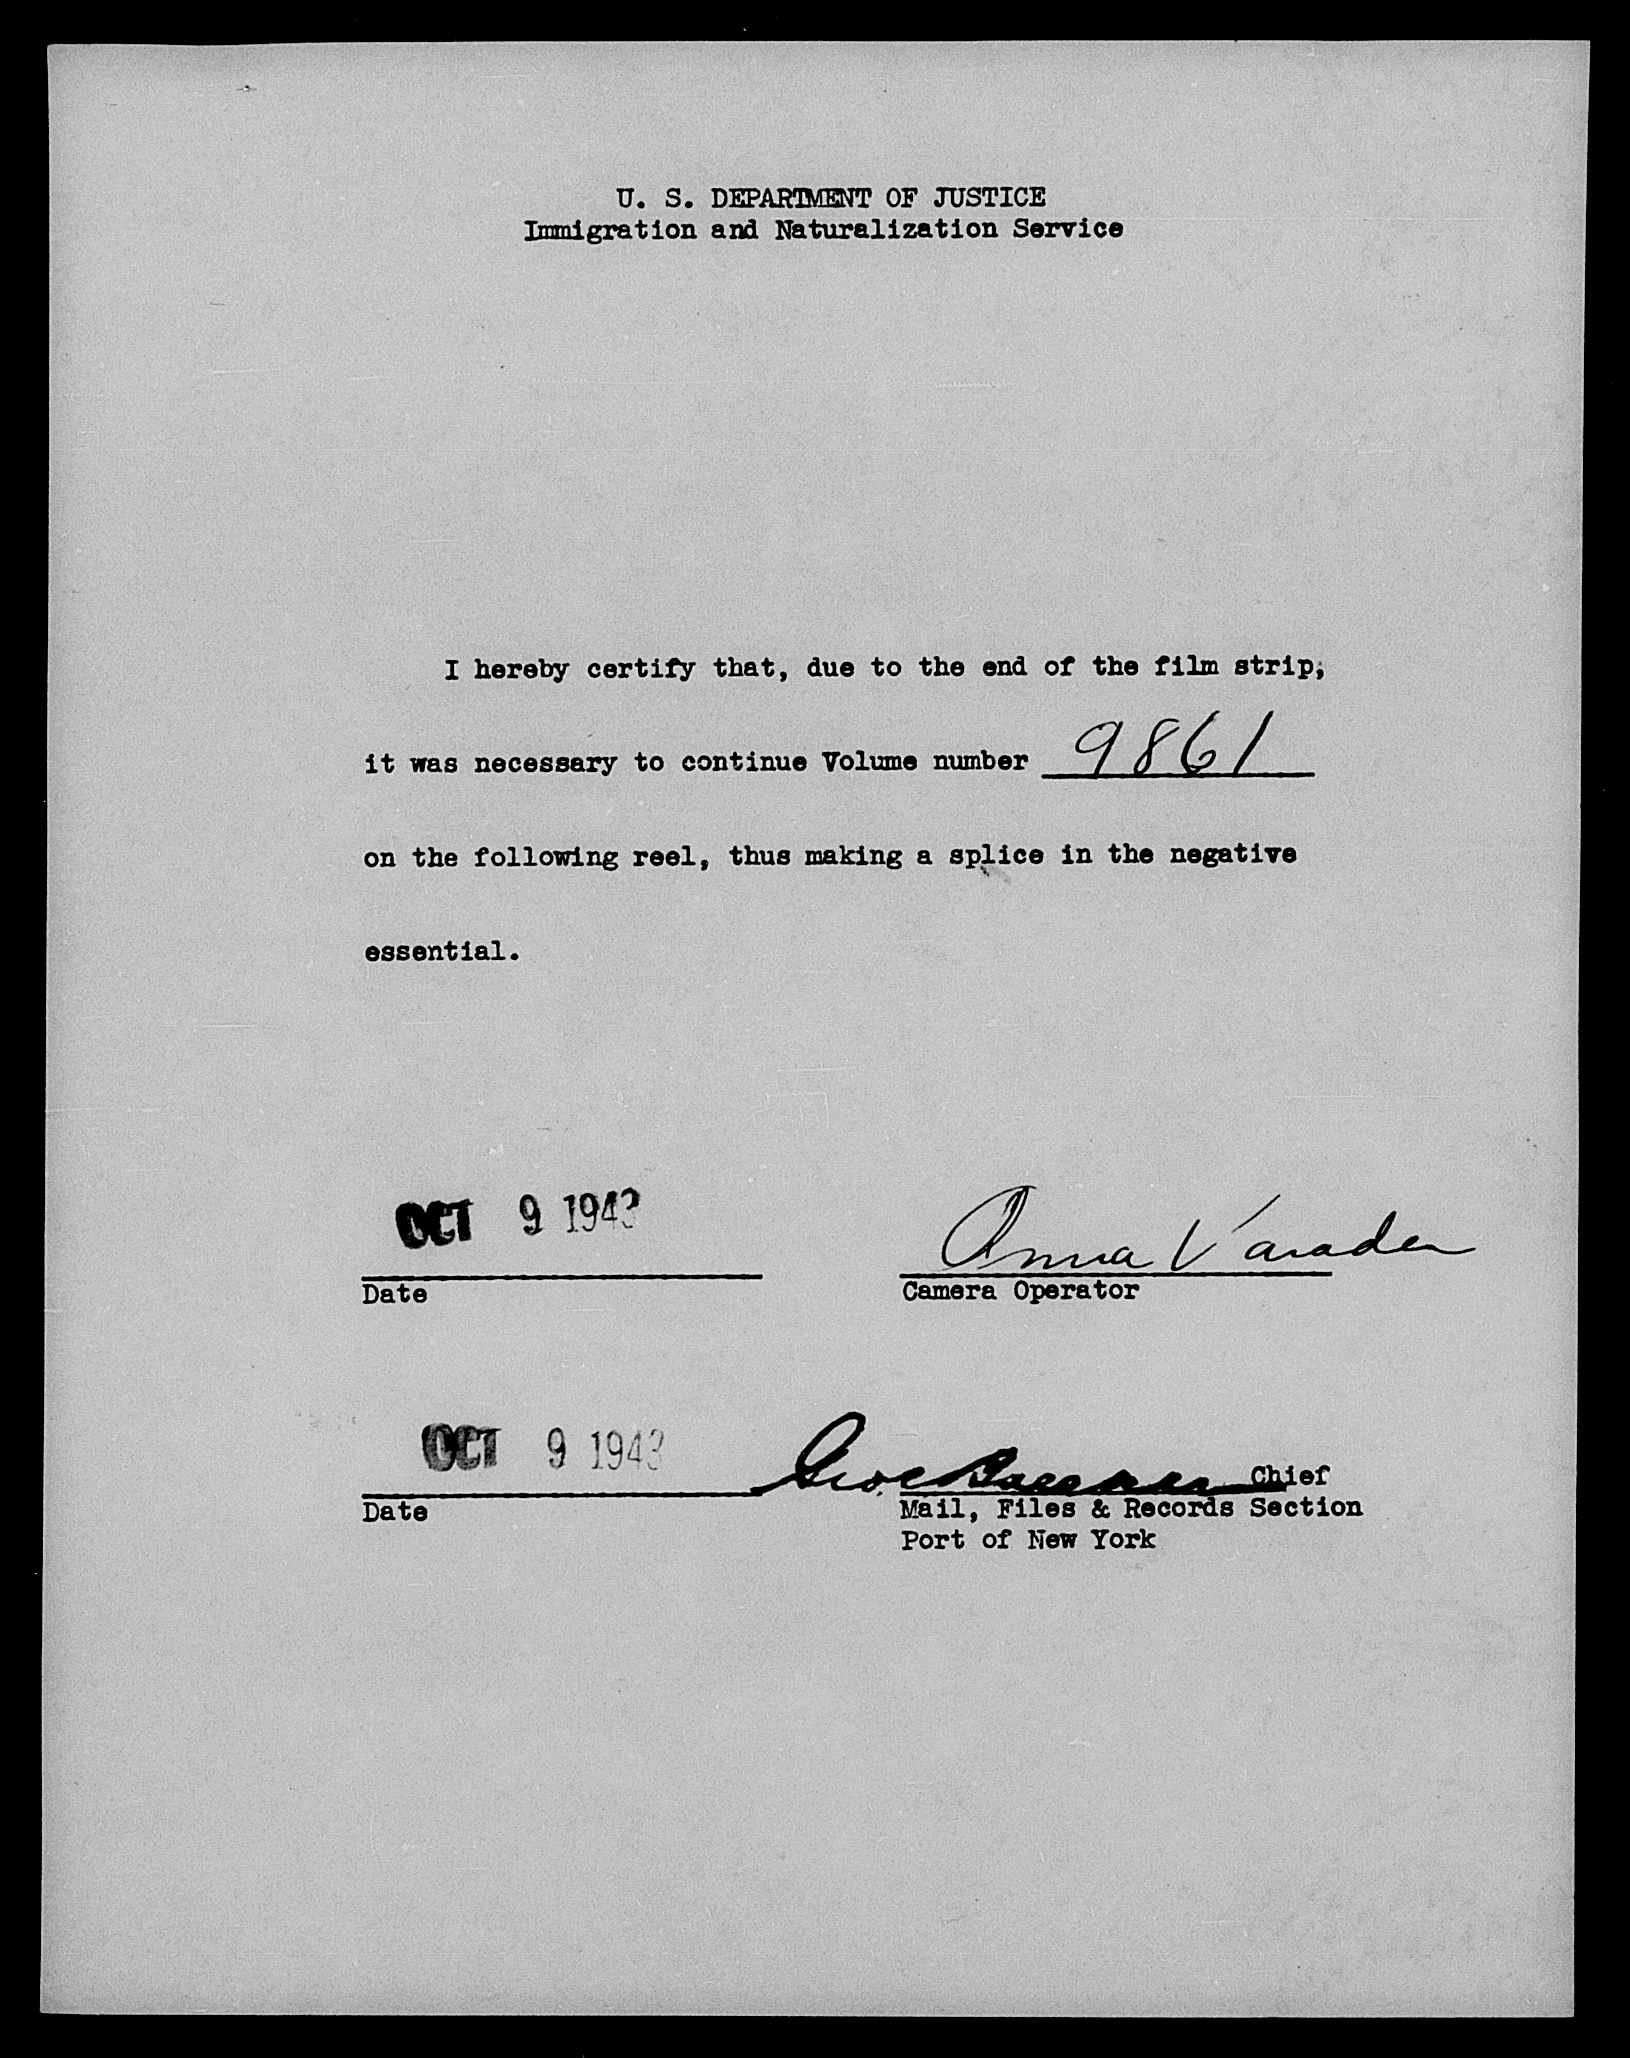 U. S. DEPARTMENT OF JUSTICE
Immigration and Naturalization Service
I hereby certify that, due to the end of the film strip,
it was necessary to continue Volume number 9861
on the following reel, thus making a splice in the negative
essential.
OCT 9 1943
Anna Varaden
Date
Camera Operator
OCT 9 1943
Chief
Date
Mail, Files & Records Section
Port of New York